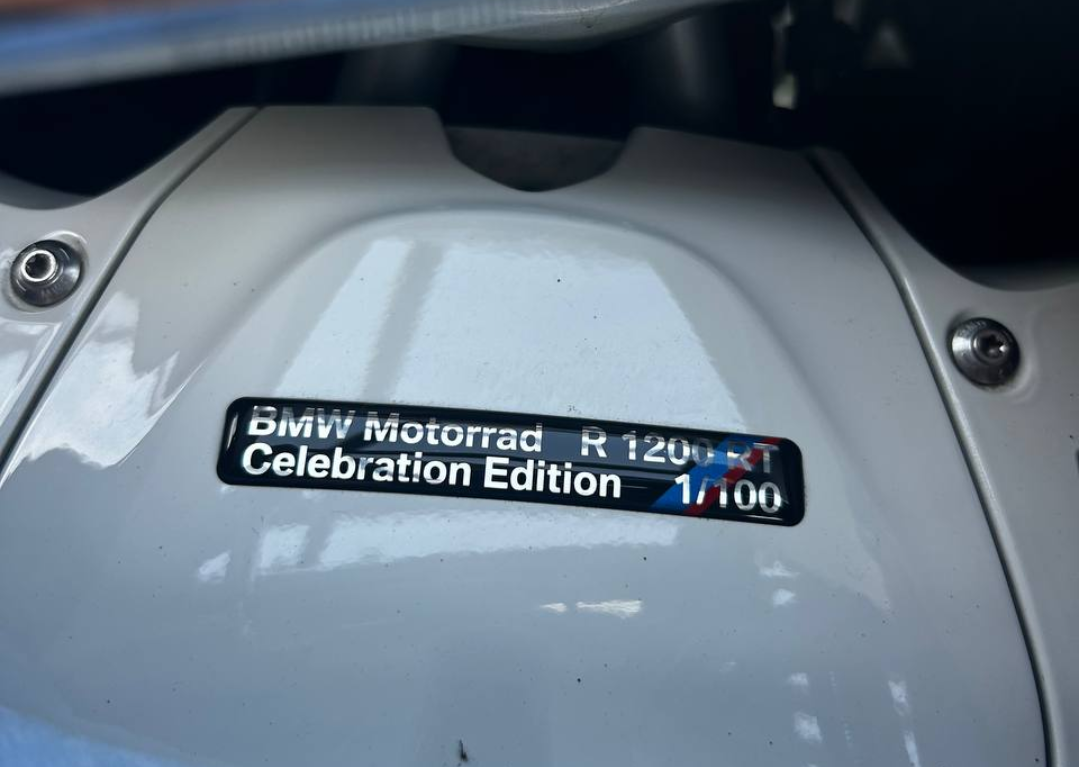 BMW Motorrad R 1200 RT
Celebration Edition 1/100